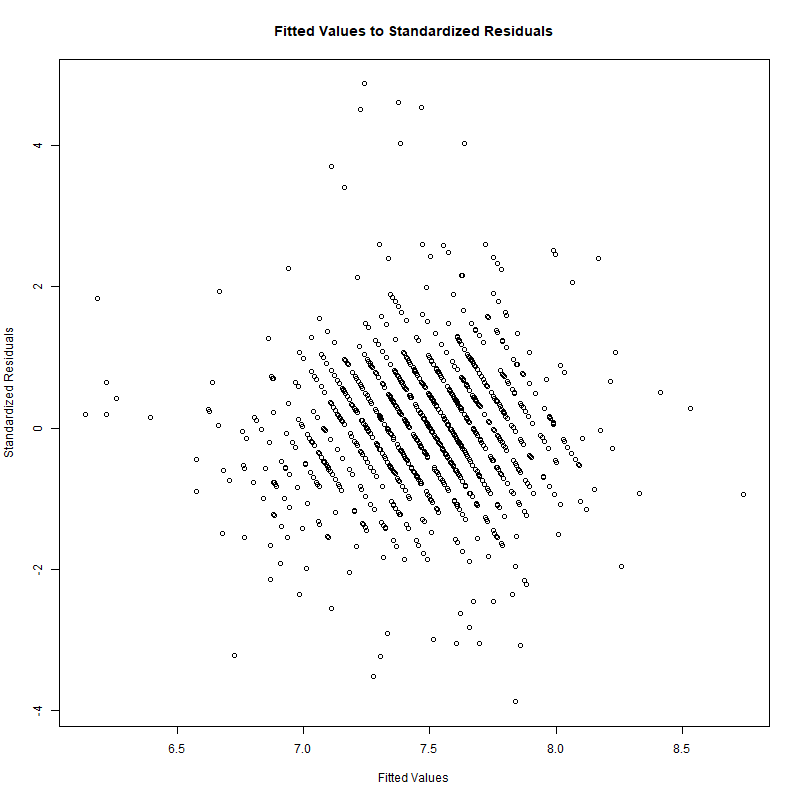 Fitted Values to Standardized Residuals
Standardized Residuals
4
2
0
-2
-4
6.5 7.0 7.5 8.0 8.5
Fitted Values